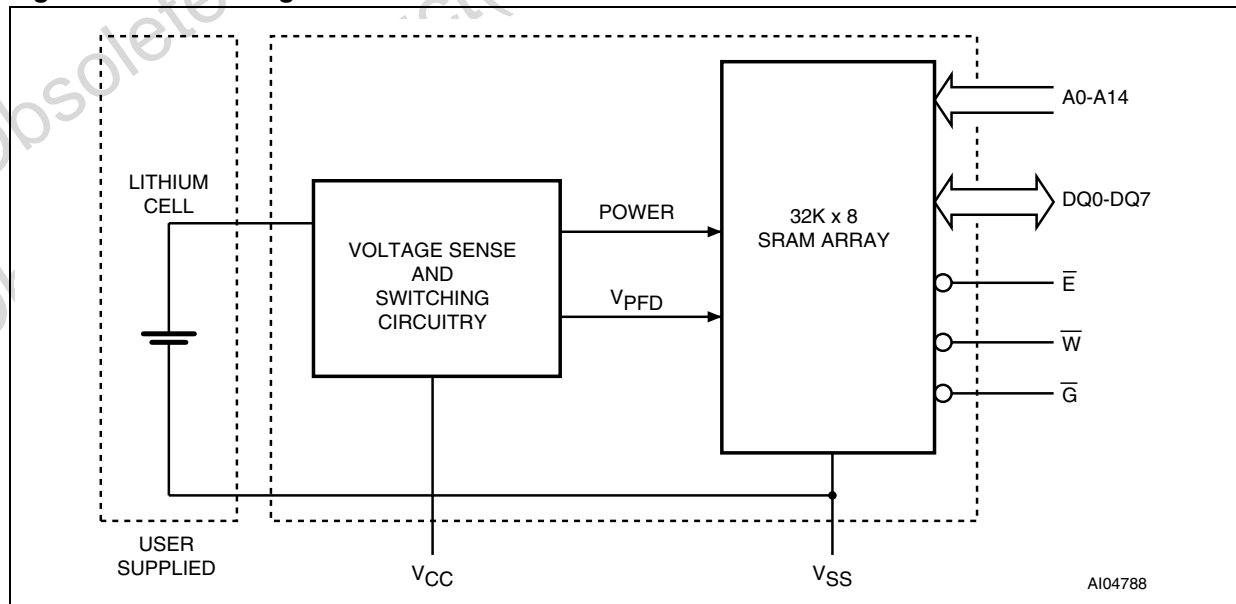 obsolete
LITHIUM
CELL
VOLTAGE SENSE
AND
SWITCHING
CIRCUITRY
POWER
VPFD
32K x 8
SRAM ARRAY
A0-A14
DQ0-DQ7
E̅
W̅
G̅
USER
SUPPLIED
VCC
VSS
AI04788